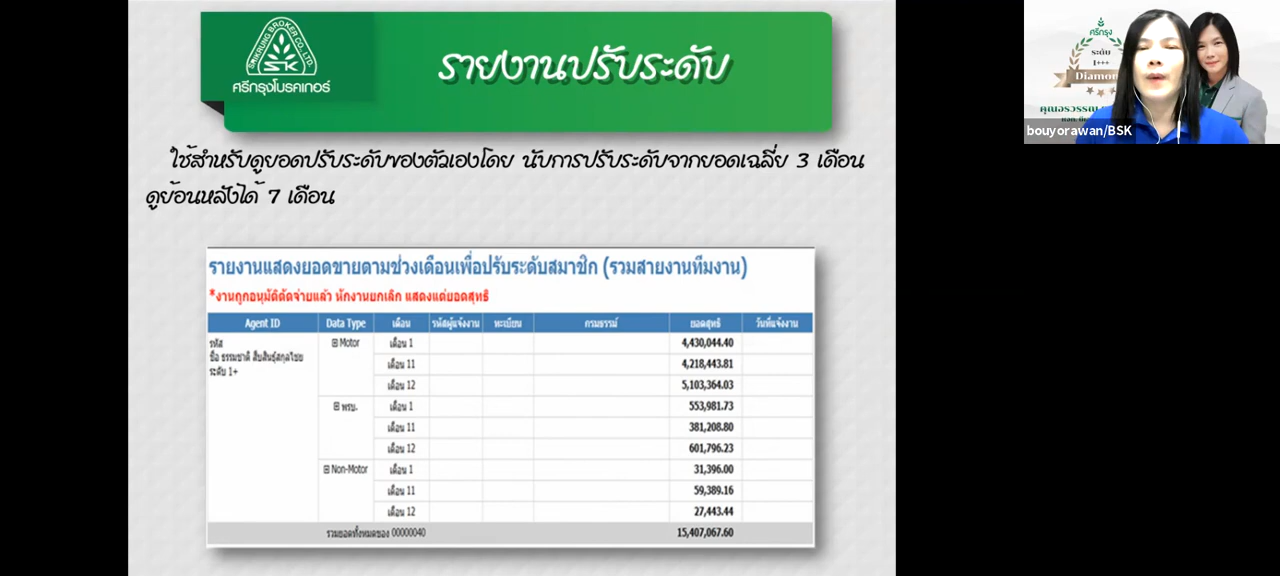 SRIKRUNG BROKER CO.,LTD.
SK
ศรีกรุงโบรคเกอร์
รายงานปรับระดับ
ใช้สำหรับดูยอดปรับระดับของตัวเองโดย นับการปรับระดับจากยอดเฉลี่ย 3 เดือน
ดูย้อนหลังได้ 7 เดือน
รายงานแสดงยอดขายตามช่วงเดือนเพื่อปรับระดับสมาชิก (รวมสายงานทีมงาน)
*งานถูกอนุมัติตัดจ่ายแล้ว หักงานยกเลิก แสดงแต่ยอดสุทธิ
Agent ID Data Type เดือน รหัสผู้แจ้งงาน ทะเบียน กรมธรรม์ ยอดสุทธิ วันที่แจ้งงาน
รหัส Motor เดือน 1 4,430,044.40
ชื่อ ธรรมชาติ สืบสันธุ์สกุลไชย เดือน 11 4,218,443.81
ระดับ 1+ เดือน 12 5,103,364.03
พรบ. เดือน 1 553,981.73
เดือน 11 381,208.80
เดือน 12 601,796.23
Non-Motor เดือน 1 31,396.00
เดือน 11 59,389.16
เดือน 12 27,443.44
รวมยอดทั้งหมดของ 00000040 15,407,067.60
ศรีกรุง
ระดับ
1+++
Diamon
คุณอรวรรณ
bouyorawan/BSK